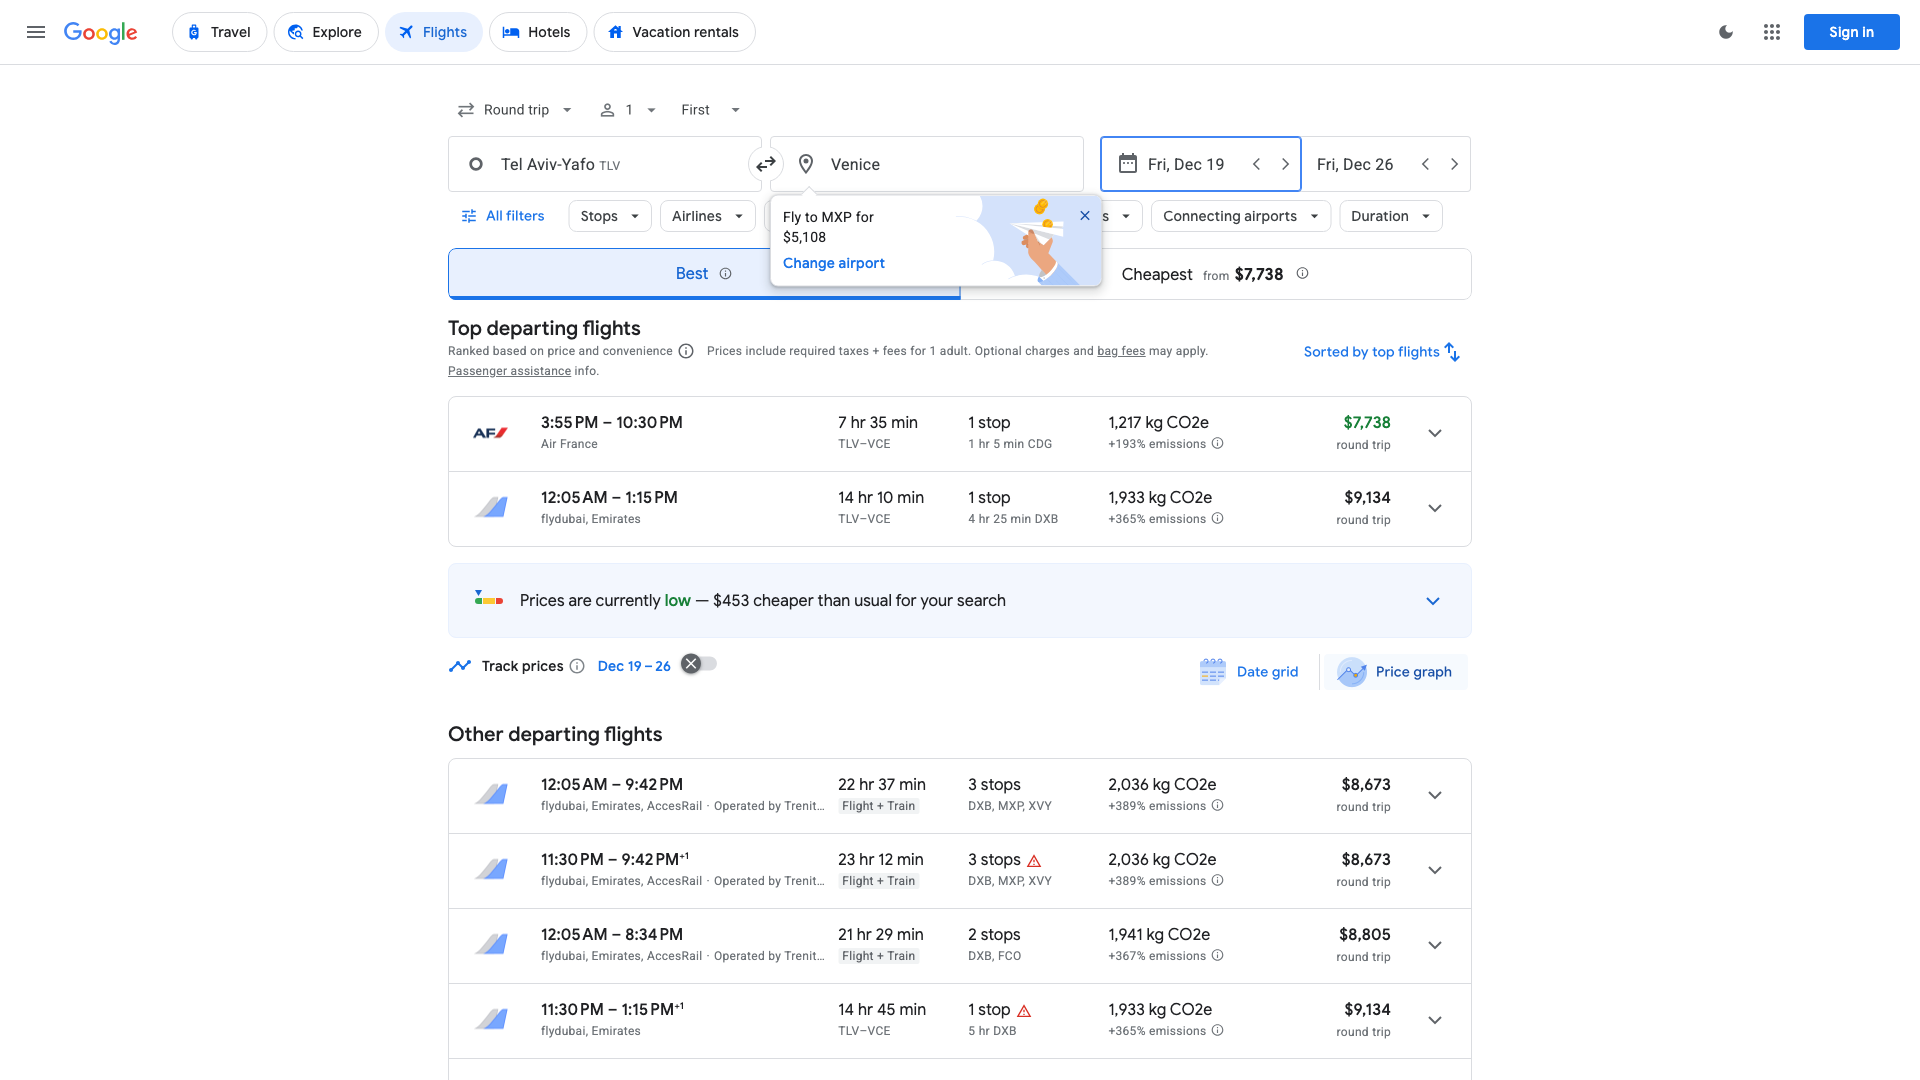 Google
Travel
Explore
Flights
Hotels
Vacation rentals
Sign in
Round trip
1
First
Tel Aviv-Yafo TLV
Venice
Fri, Dec 19
Fri, Dec 26
All filters
Stops
Airlines
s
Connecting airports
Duration
Fly to MXP for
$5,108
Change airport
Best
Cheapest from $7,738
Top departing flights
Ranked based on price and convenience Prices include required taxes + fees for 1 adult. Optional charges and bag fees may apply.
Passenger assistance info.
Sorted by top flights
AF
3:55 PM – 10:30 PM
Air France
7 hr 35 min
TLV–VCE
1 stop
1 hr 5 min CDG
1,217 kg CO2e
+193% emissions
$7,738
round trip
12:05 AM – 1:15 PM
flydubai, Emirates
14 hr 10 min
TLV–VCE
1 stop
4 hr 25 min DXB
1,933 kg CO2e
+365% emissions
$9,134
round trip
Prices are currently low — $453 cheaper than usual for your search
Track prices
Dec 19 – 26
Date grid
Price graph
Other departing flights
12:05 AM – 9:42 PM
flydubai, Emirates, AccesRail · Operated by Trenit...
22 hr 37 min
Flight + Train
3 stops
DXB, MXP, XVY
2,036 kg CO2e
+389% emissions
$8,673
round trip
11:30 PM – 9:42 PM+1
flydubai, Emirates, AccesRail · Operated by Trenit...
23 hr 12 min
Flight + Train
3 stops
DXB, MXP, XVY
2,036 kg CO2e
+389% emissions
$8,673
round trip
12:05 AM – 8:34 PM
flydubai, Emirates, AccesRail · Operated by Trenit...
21 hr 29 min
Flight + Train
2 stops
DXB, FCO
1,941 kg CO2e
+367% emissions
$8,805
round trip
11:30 PM – 1:15 PM+1
flydubai, Emirates
14 hr 45 min
TLV–VCE
1 stop
5 hr DXB
1,933 kg CO2e
+365% emissions
$9,134
round trip